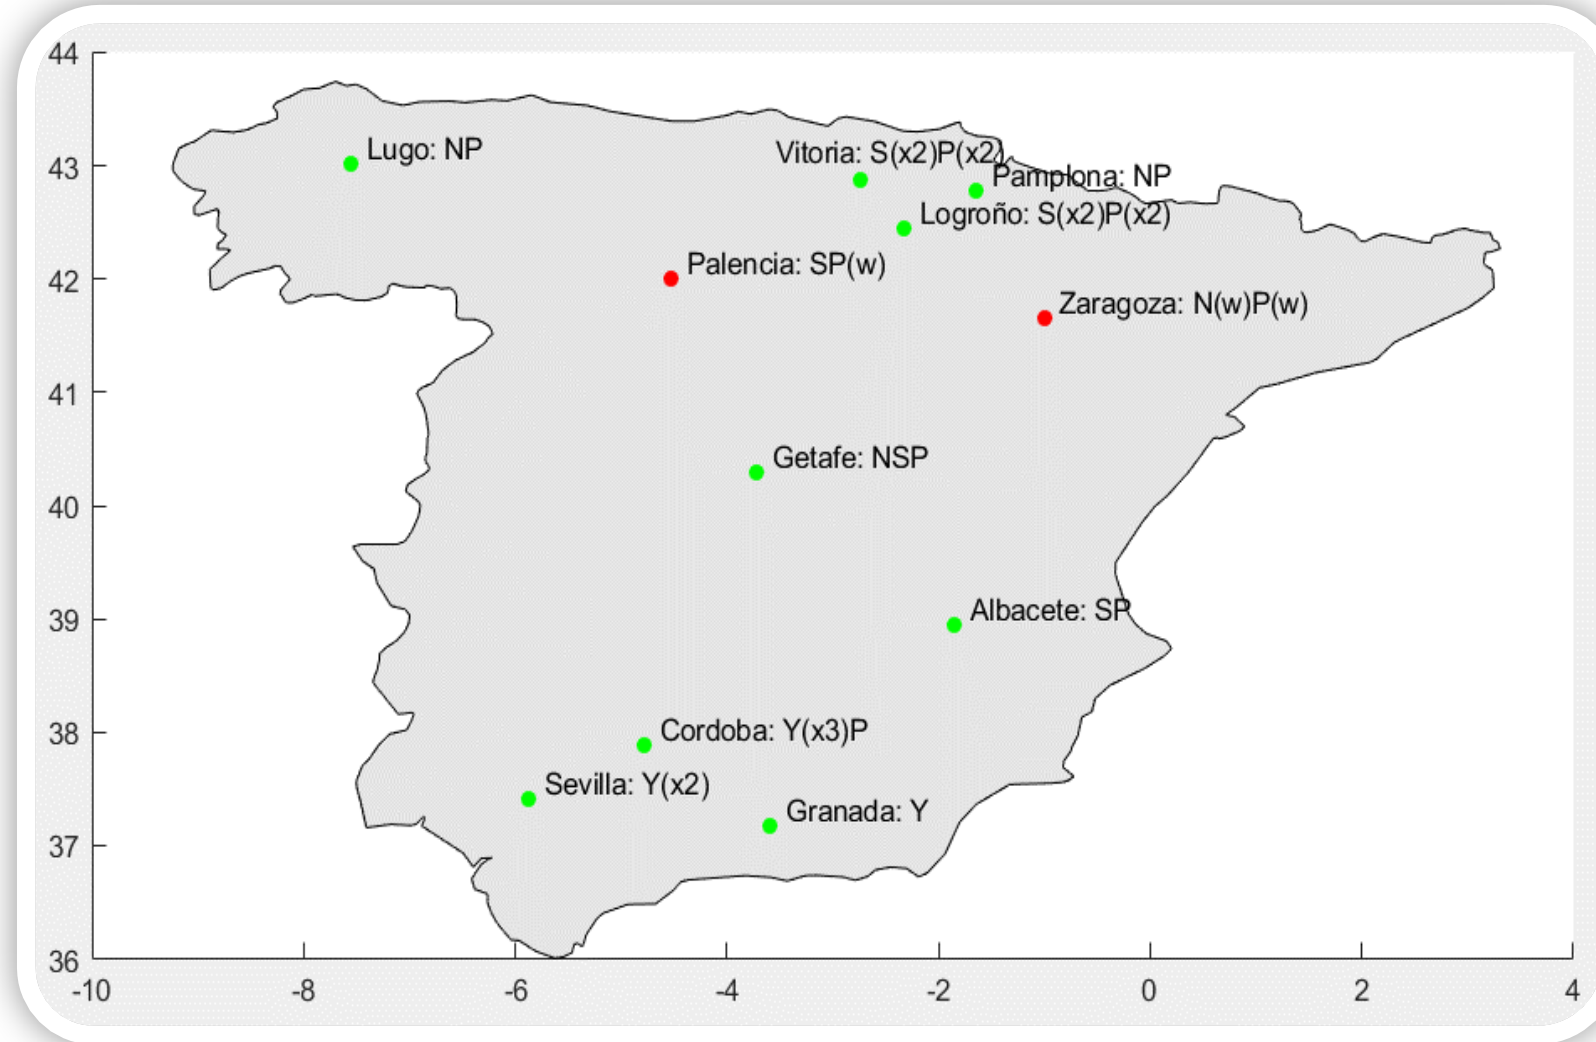 44
Lugo: NP
Vitoria: S(x2)P(x2)
43
Pamplona: NP
Logroño: S(x2)P(x2)
42
Palencia: SP(w)
Zaragoza: N(w)P(w)
41
Getafe: NSP
40
39
Albacete: SP
38
Cordoba: Y(x3)P
Sevilla: Y(x2)
Granada: Y
37
36
-10 -8 -6 -4 -2 0 2 4